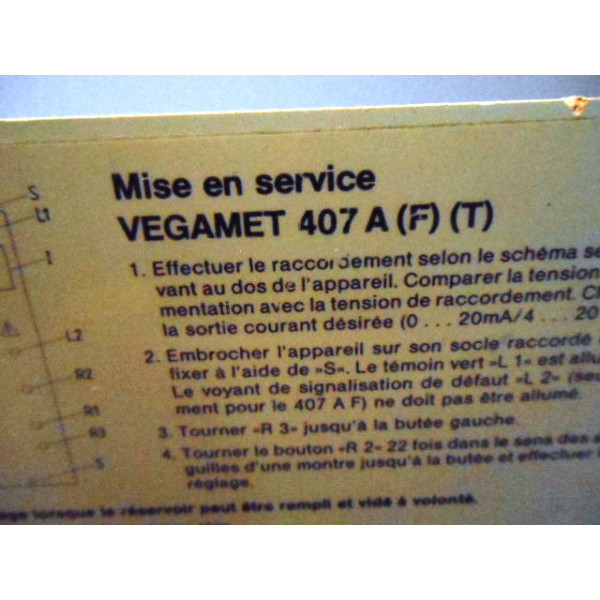 Mise en service
VEGAMET 407 A (F) (T)
1. Effectuer le raccordement selon le schéma se
vant au dos de l'appareil. Comparer la tension
mentation avec la tension de raccordement. C
la sortie courant désirée (0 ... 20mA/4 ... 20
2. Embrocher l'appareil sur son socle raccordé
fixer à l'aide de »S«. Le témoin vert »L 1« est allu
Le voyant de signalisation de défaut »L 2« (seu
ment pour le 407 A F) ne doit pas être allumé.
3. Tourner »R 3« jusqu'à la butée gauche.
4. Tourner le bouton »R 2« 22 fois dans le sens des a
guilles d'une montre jusqu'à la butée et effectuer
réglage.
age lorsque le réservoir peut être rempli et vidé à volonté.
S
L1
I
L2
R2
R1
R3
S